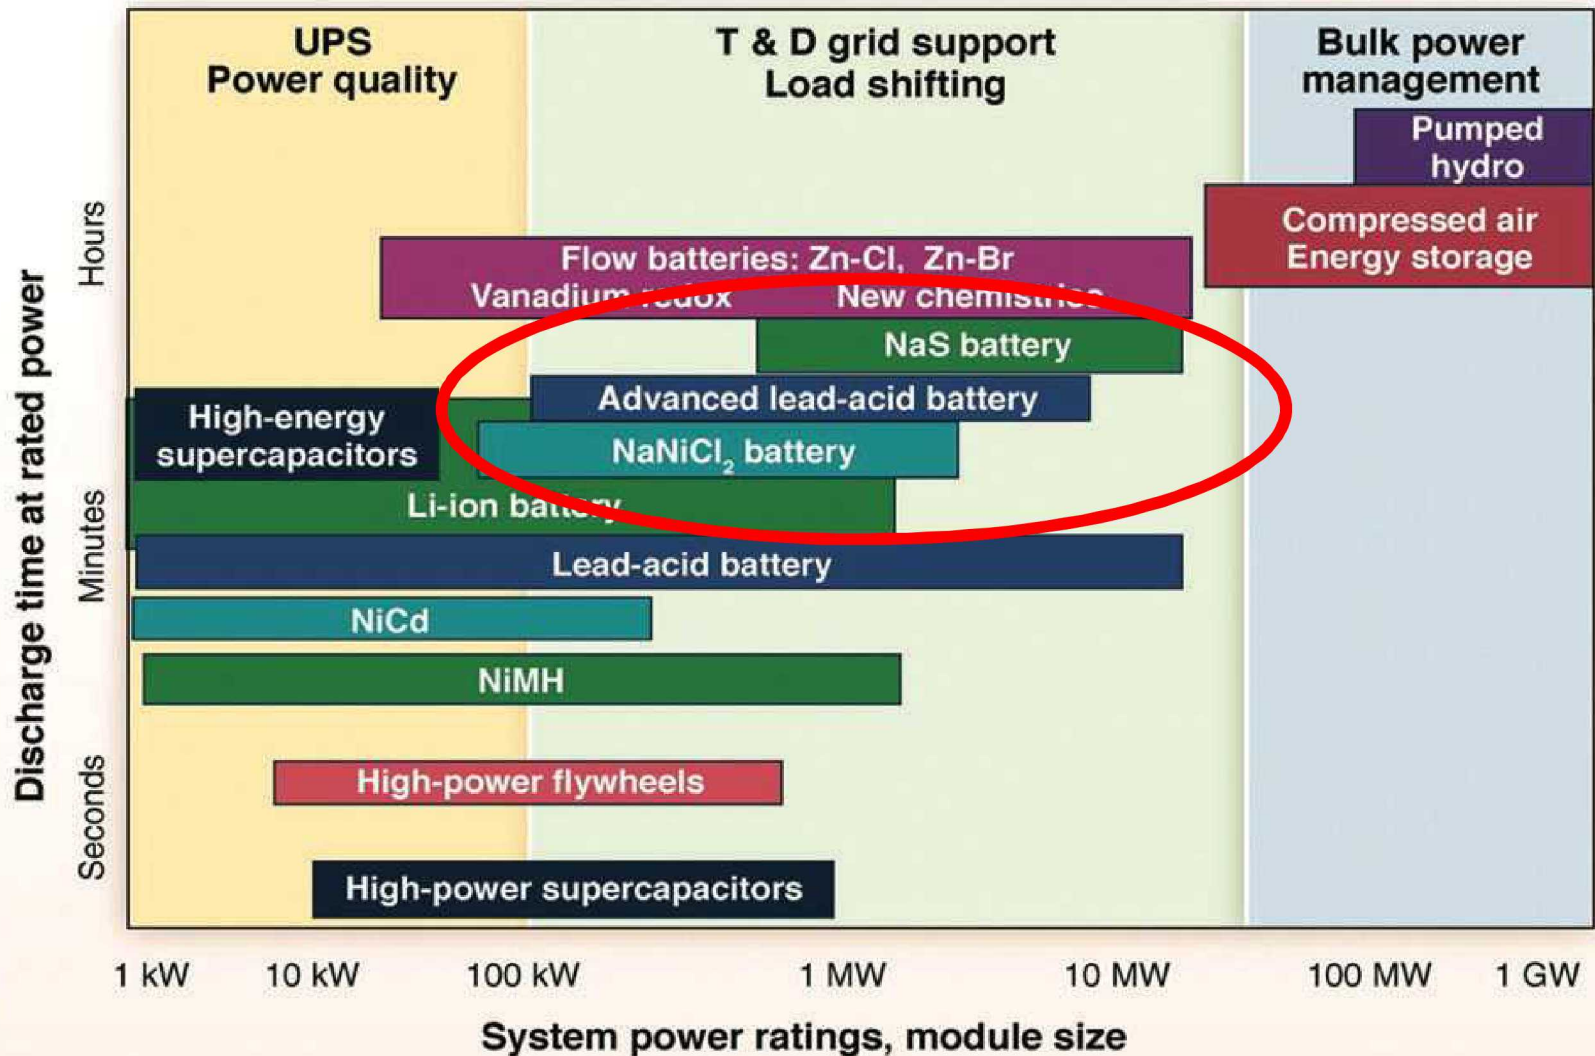 UPS
Power quality
T & D grid support
Load shifting
Bulk power
management
Pumped
hydro
Compressed air
Energy storage
Flow batteries: Zn-Cl, Zn-Br
Vanadium redox New chemistries
NaS battery
Advanced lead-acid battery
High-energy
supercapacitors
NaNiCl₂ battery
Li-ion battery
Lead-acid battery
NiCd
NiMH
High-power flywheels
High-power supercapacitors
Discharge time at rated power
Hours
Minutes
Seconds
1 kW 10 kW 100 kW 1 MW 10 MW 100 MW 1 GW
System power ratings, module size